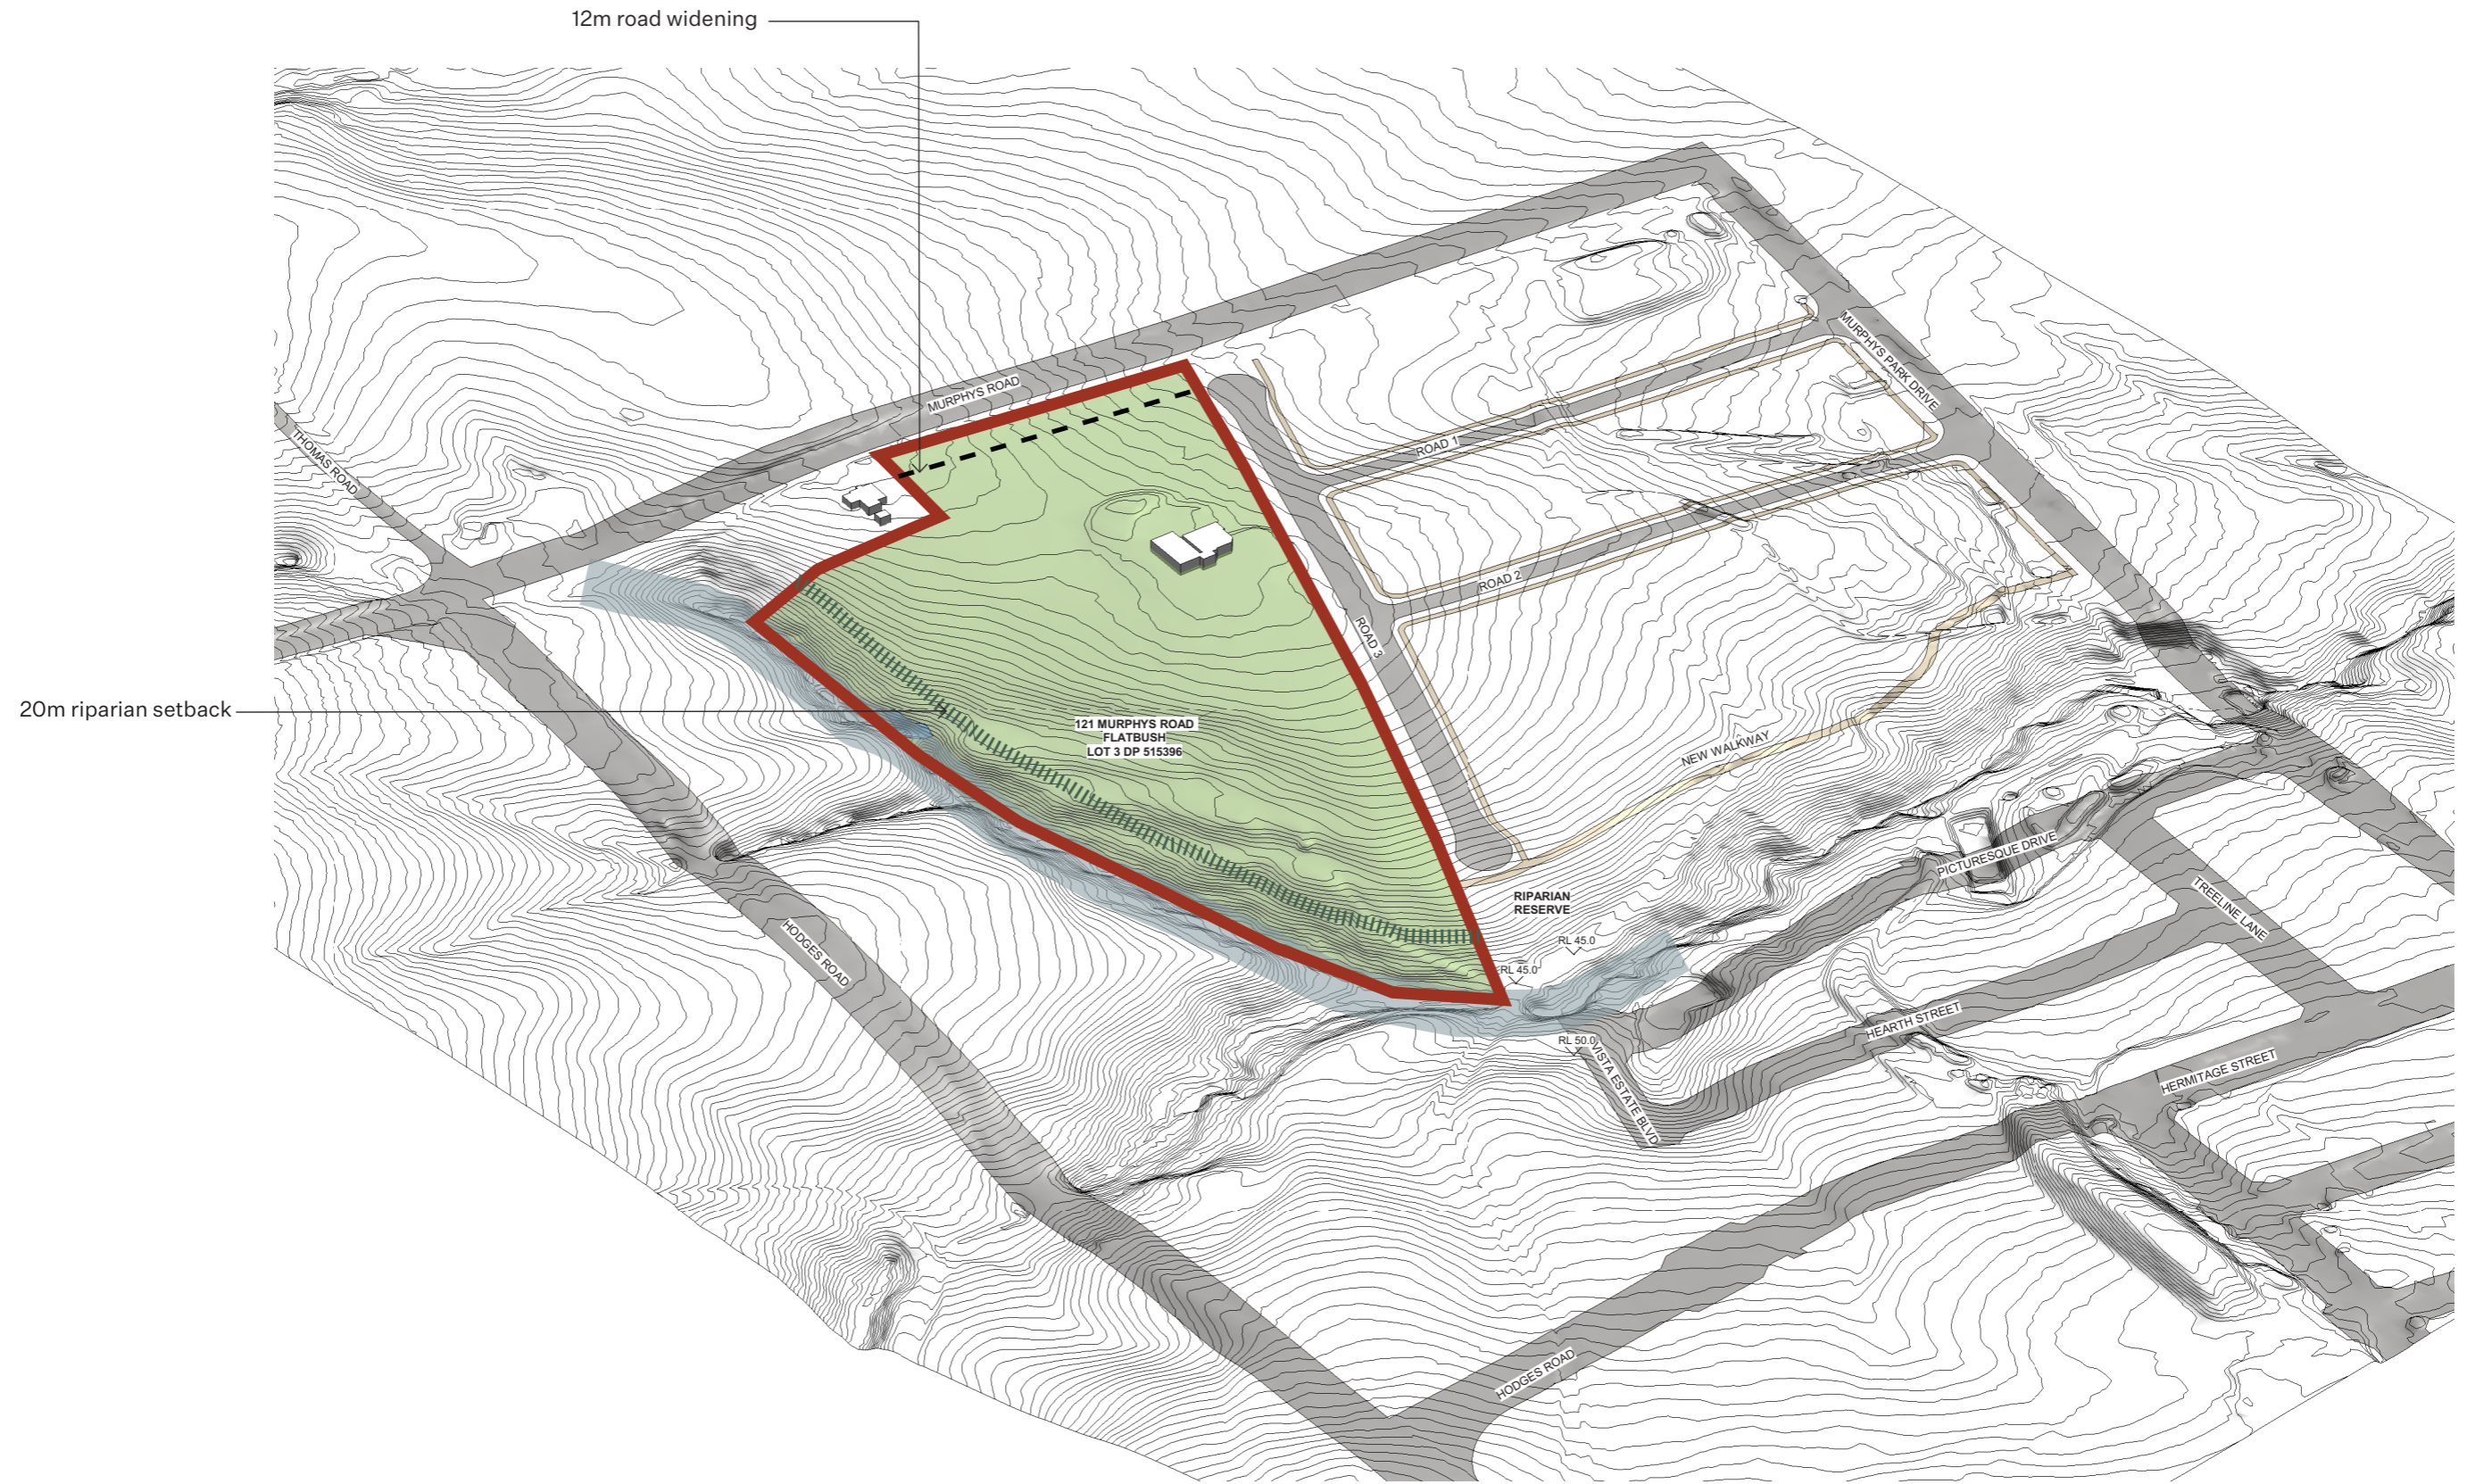 12m road widening
MURPHYS ROAD
THOMAS ROAD
MURPHYS PARK DRIVE
ROAD 1
ROAD 2
ROAD 3
20m riparian setback
121 MURPHYS ROAD
FLATBUSH
LOT 3 DP 515396
NEW WALKWAY
PICTURESQUE DRIVE
TREELINE LANE
RIPARIAN
RESERVE
RL 45.0
RL 45.0
HODGES ROAD
HEARTH STREET
RL 50.0
VISTA ESTATE BLVD
HERMITAGE STREET
HODGES ROAD